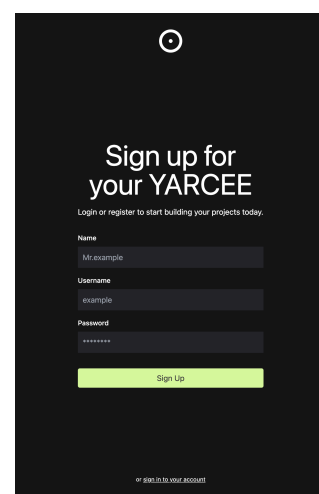 Sign up for
your YARCEE
Login or register to start building your projects today.
Name
Mr.example
Username
example
Password
********
Sign Up
or sign in to your account